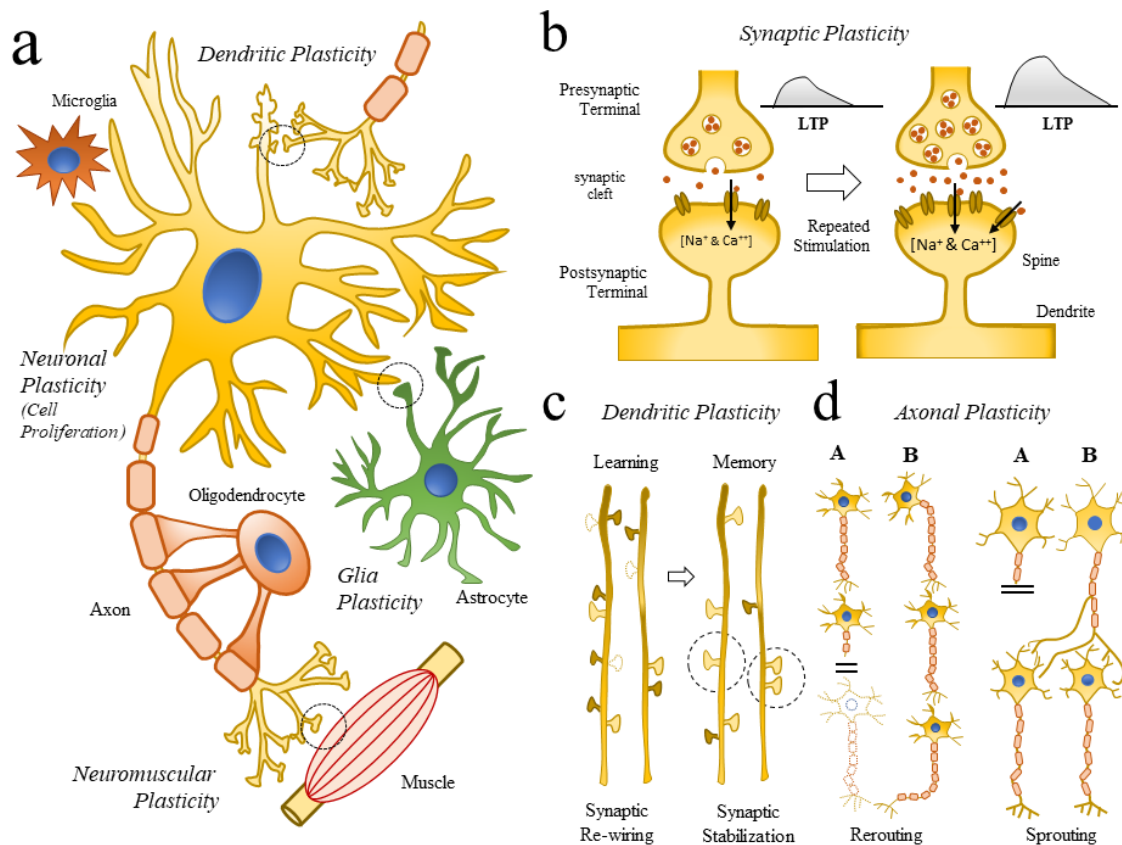 a
Dendritic Plasticity
Microglia
Neuronal
Plasticity
(Cell
Proliferation)
Oligodendrocyte
Axon
Glia
Plasticity
Astrocyte
Neuromuscular
Plasticity
Muscle
b
Synaptic Plasticity
Presynaptic
Terminal
LTP
LTP
synaptic
cleft
Repeated
Stimulation
[Na⁺ & Ca⁺⁺]
[Na⁺ & Ca⁺⁺]
Spine
Postsynaptic
Terminal
Dendrite
c
Dendritic Plasticity
Learning
Memory
Synaptic
Re-wiring
Synaptic
Stabilization
d
Axonal Plasticity
A
B
A
B
Rerouting
Sprouting